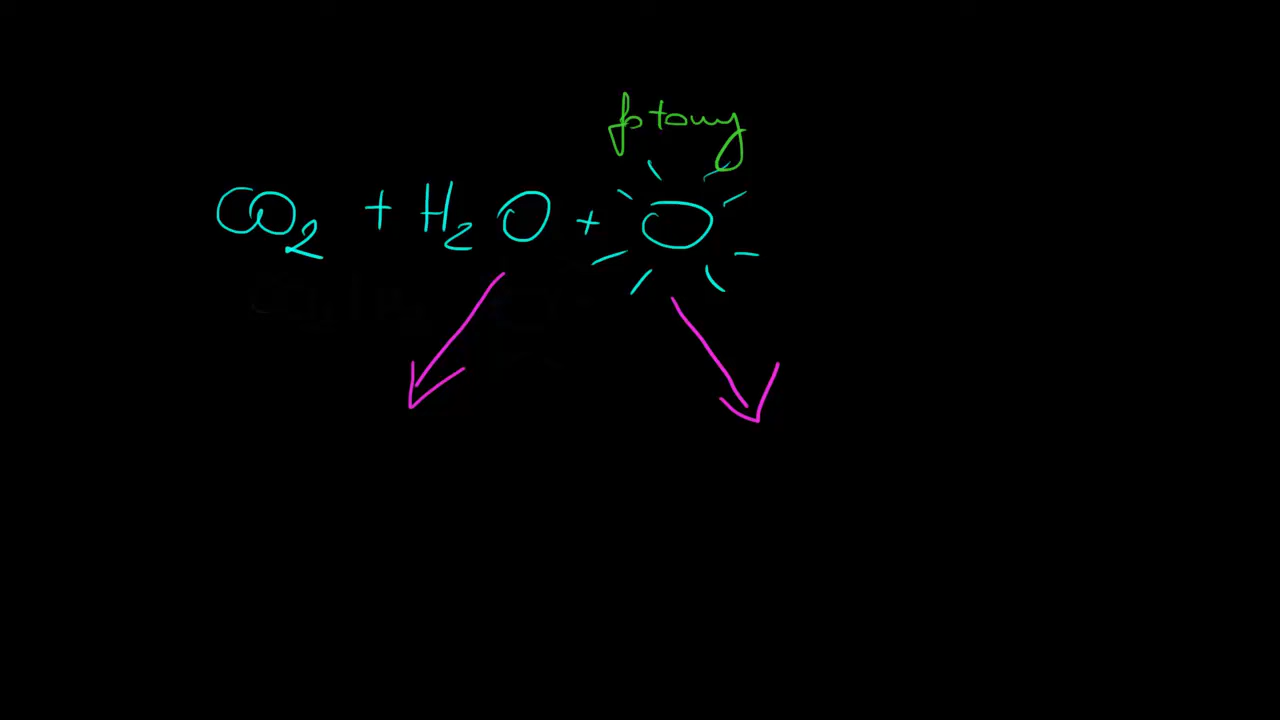 fotony
CO₂ + H₂O +